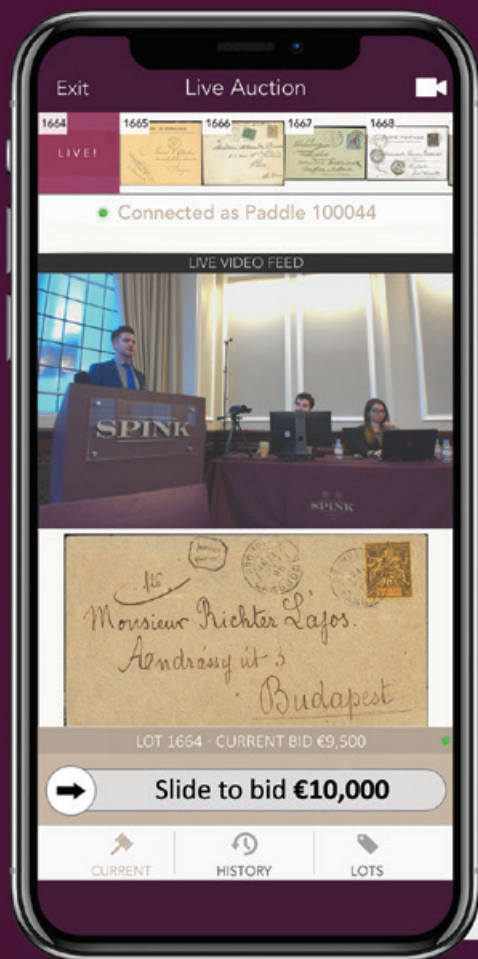 Exit Live Auction
1664 1665 1666 1667 1668
LIVE!
Connected as Paddle 100044
LIVE VIDEO FEED
SPINK
SPINK
Monsieur Richter Lajos.
Andrássy út 3
Budapest
LOT 1664 - CURRENT BID €9,500
Slide to bid €10,000
CURRENT HISTORY LOTS